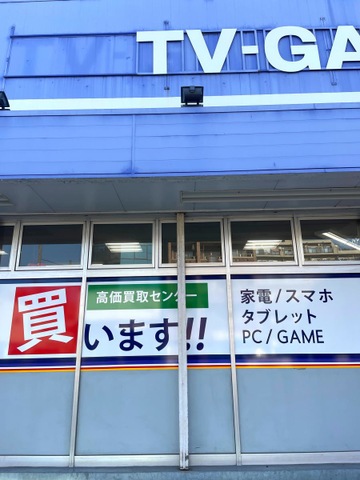 TV-GA
高価買取センター
買います!!
家電/スマホ
タブレット
PC/GAME